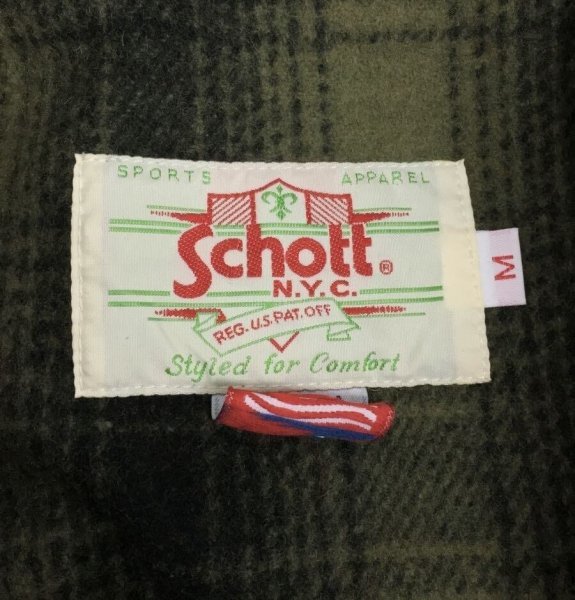 SPORTS APPAREL
Schott®
N.Y.C.
REG. U.S. PAT. OFF
Styled for Comfort
M